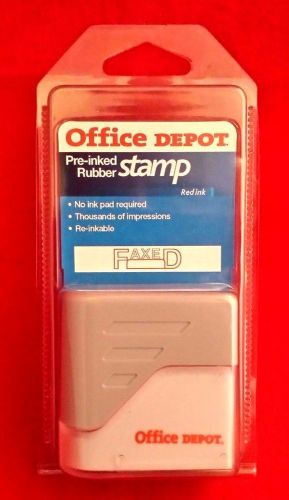 Office DEPOT.
Pre-inked
Rubber stamp
Red ink 1
• No ink pad required
• Thousands of impressions
• Re-inkable
FAXED
Office DEPOT.